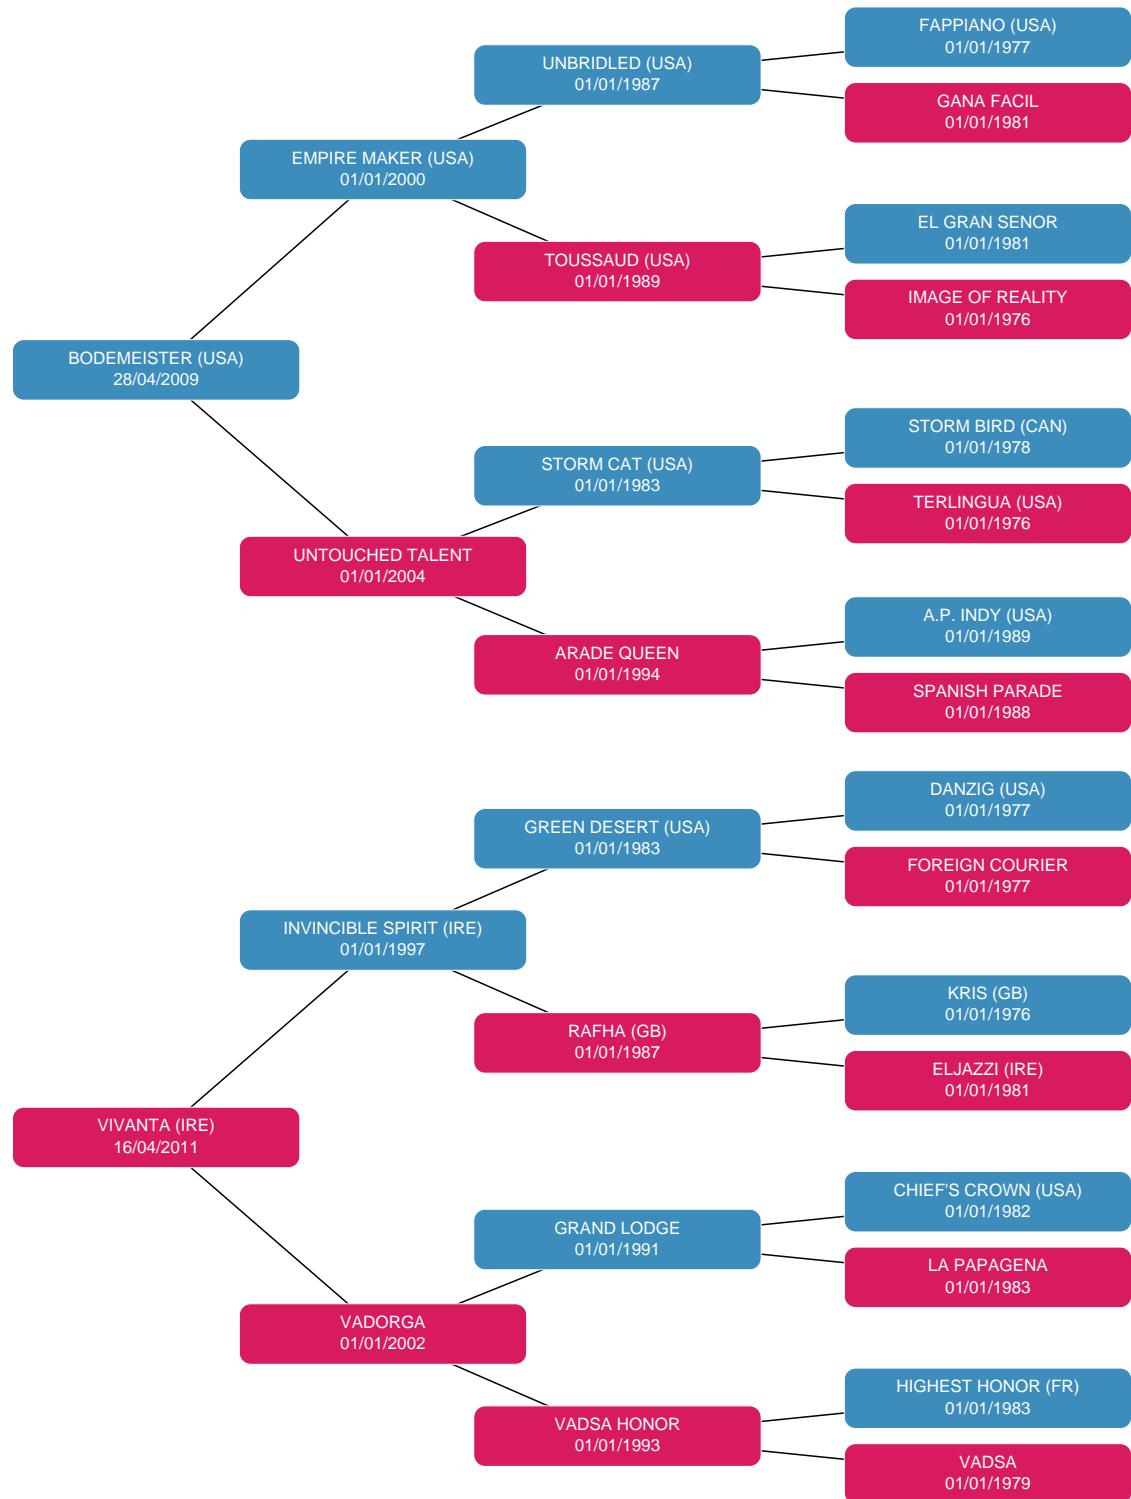 FAPPIANO (USA)
01/01/1977
UNBRIDLED (USA)
01/01/1987
GANA FACIL
01/01/1981
EMPIRE MAKER (USA)
01/01/2000
EL GRAN SENOR
01/01/1981
TOUSSAUD (USA)
01/01/1989
IMAGE OF REALITY
01/01/1976
BODEMEISTER (USA)
28/04/2009
STORM BIRD (CAN)
01/01/1978
STORM CAT (USA)
01/01/1983
TERLINGUA (USA)
01/01/1976
UNTOUCHED TALENT
01/01/2004
A.P. INDY (USA)
01/01/1989
ARADE QUEEN
01/01/1994
SPANISH PARADE
01/01/1988
DANZIG (USA)
01/01/1977
GREEN DESERT (USA)
01/01/1983
FOREIGN COURIER
01/01/1977
INVINCIBLE SPIRIT (IRE)
01/01/1997
KRIS (GB)
01/01/1976
RAFHA (GB)
01/01/1987
ELJAZZI (IRE)
01/01/1981
VIVANTA (IRE)
16/04/2011
CHIEF'S CROWN (USA)
01/01/1982
GRAND LODGE
01/01/1991
LA PAPAGENA
01/01/1983
VADORGA
01/01/2002
HIGHEST HONOR (FR)
01/01/1983
VADSA HONOR
01/01/1993
VADSA
01/01/1979